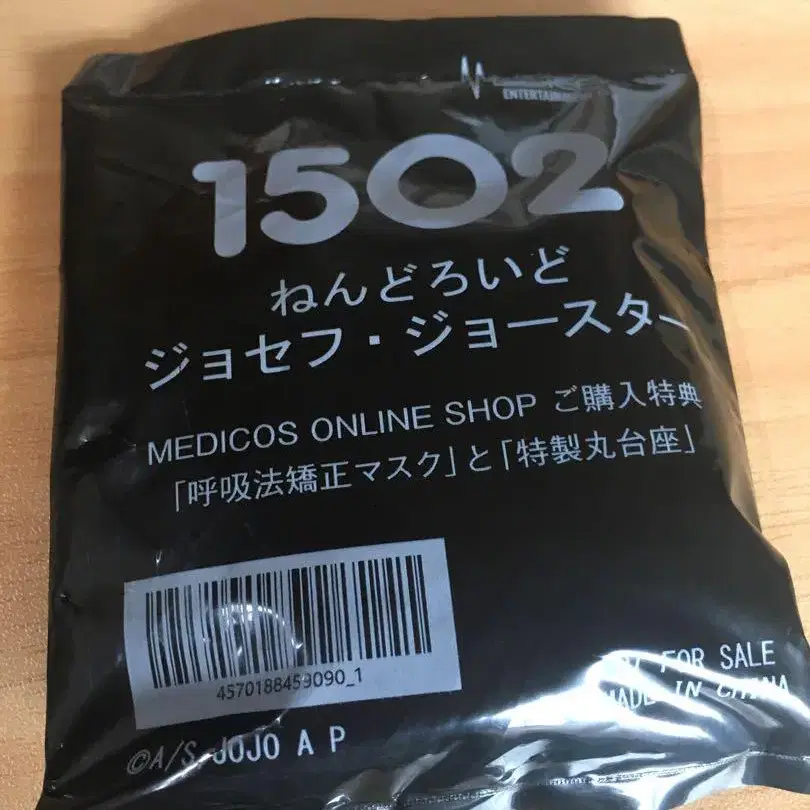 1502
ねんどろいど
ジョセフ・ジョースター
MEDICOS ONLINE SHOP ご購入特典
「呼吸法矯正マスク」と「特製丸台座」
4570188459090_1
FOR SALE
MADE IN CHINA
©A/S, JOJO A P